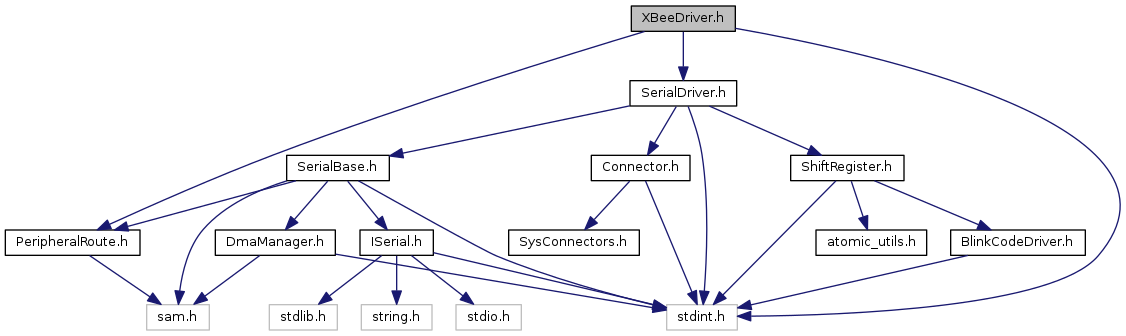 XBeeDriver.h
SerialDriver.h
SerialBase.h
Connector.h
ShiftRegister.h
PeripheralRoute.h
DmaManager.h
ISerial.h
SysConnectors.h
atomic_utils.h
BlinkCodeDriver.h
sam.h
stdlib.h
string.h
stdio.h
stdint.h